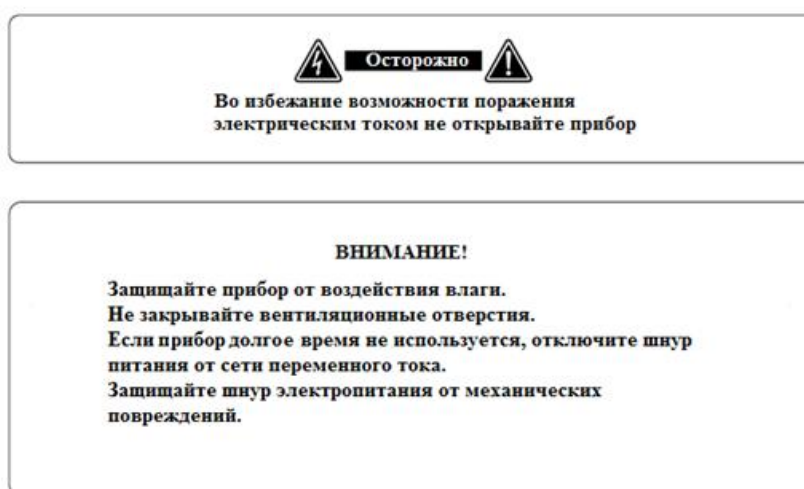 Осторожно
Во избежание возможности поражения
электрическим током не открывайте прибор
ВНИМАНИЕ!
Защищайте прибор от воздействия влаги.
Не закрывайте вентиляционные отверстия.
Если прибор долгое время не используется, отключите шнур
питания от сети переменного тока.
Защищайте шнур электропитания от механических
повреждений.